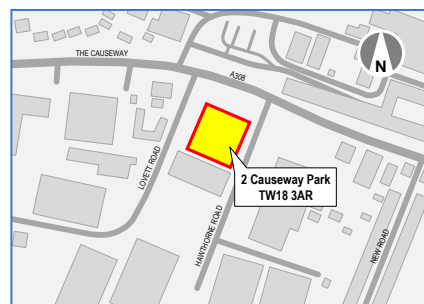 THE CAUSEWAY
A308
N
LOVETT ROAD
2 Causeway Park
TW18 3AR
HAWTHORNE ROAD
NEW ROAD